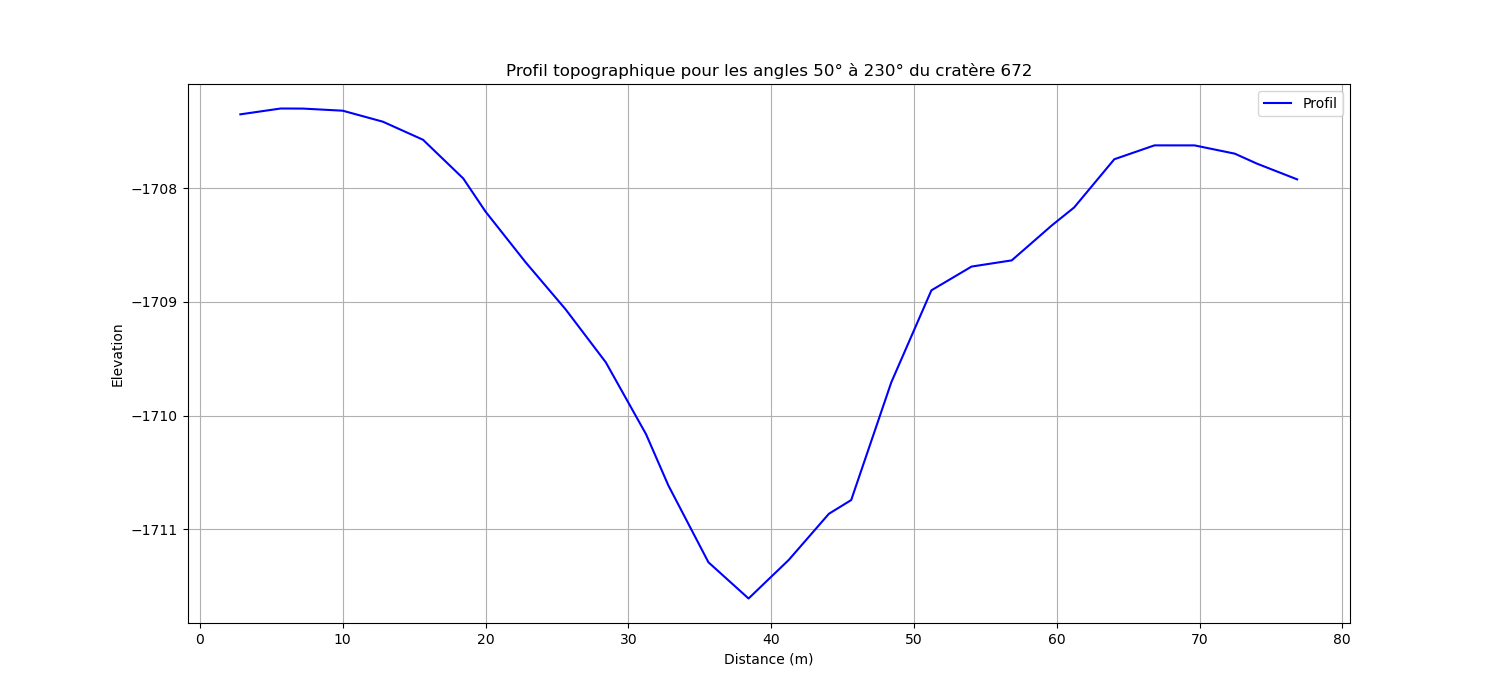 Profil topographique pour les angles 50° à 230° du cratère 672
Profil
−1708
−1709
−1710
−1711
Elevation
0 10 20 30 40 50 60 70 80
Distance (m)